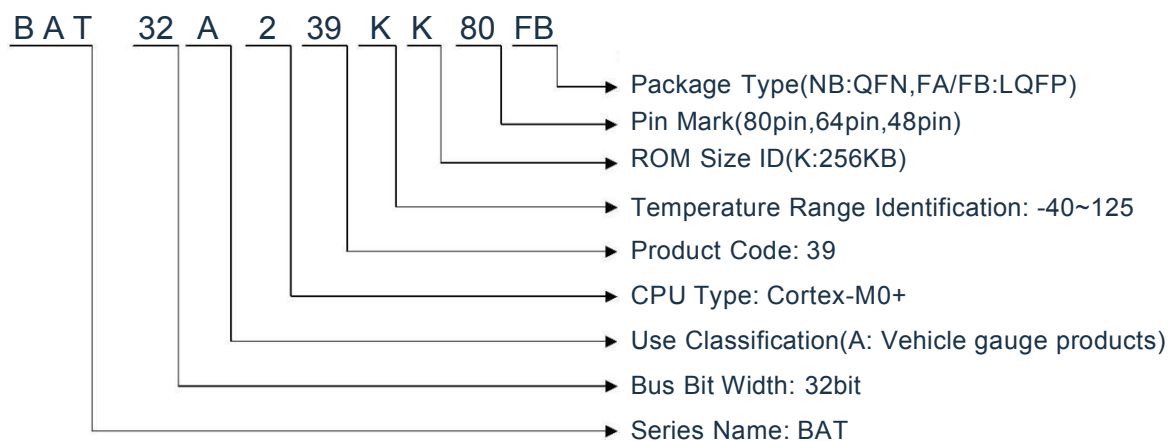 BAT 32 A 2 39 K K 80 FB
Package Type(NB:QFN,FA/FB:LQFP)
Pin Mark(80pin,64pin,48pin)
ROM Size ID(K:256KB)
Temperature Range Identification: -40~125
Product Code: 39
CPU Type: Cortex-M0+
Use Classification(A: Vehicle gauge products)
Bus Bit Width: 32bit
Series Name: BAT